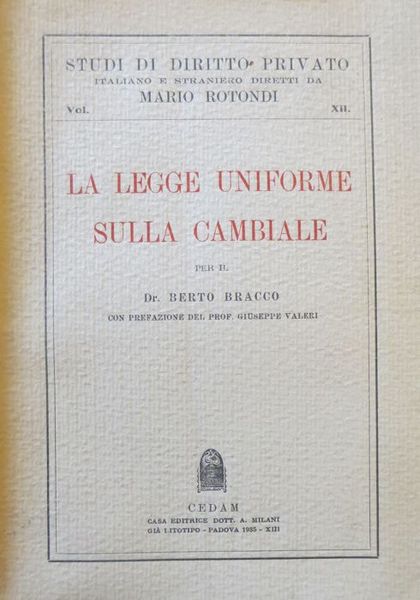 STUDI DI DIRITTO PRIVATO
ITALIANO E STRANIERO DIRETTI DA
MARIO ROTONDI
Vol. XII.
LA LEGGE UNIFORME
SULLA CAMBIALE
PER IL
Dr. BERTO BRACCO
CON PREFAZIONE DEL PROF. GIUSEPPE VALERI
CEDAM
CASA EDITRICE DOTT. A. MILANI
GIÀ LITOTIPO - PADOVA 1935 - XIII